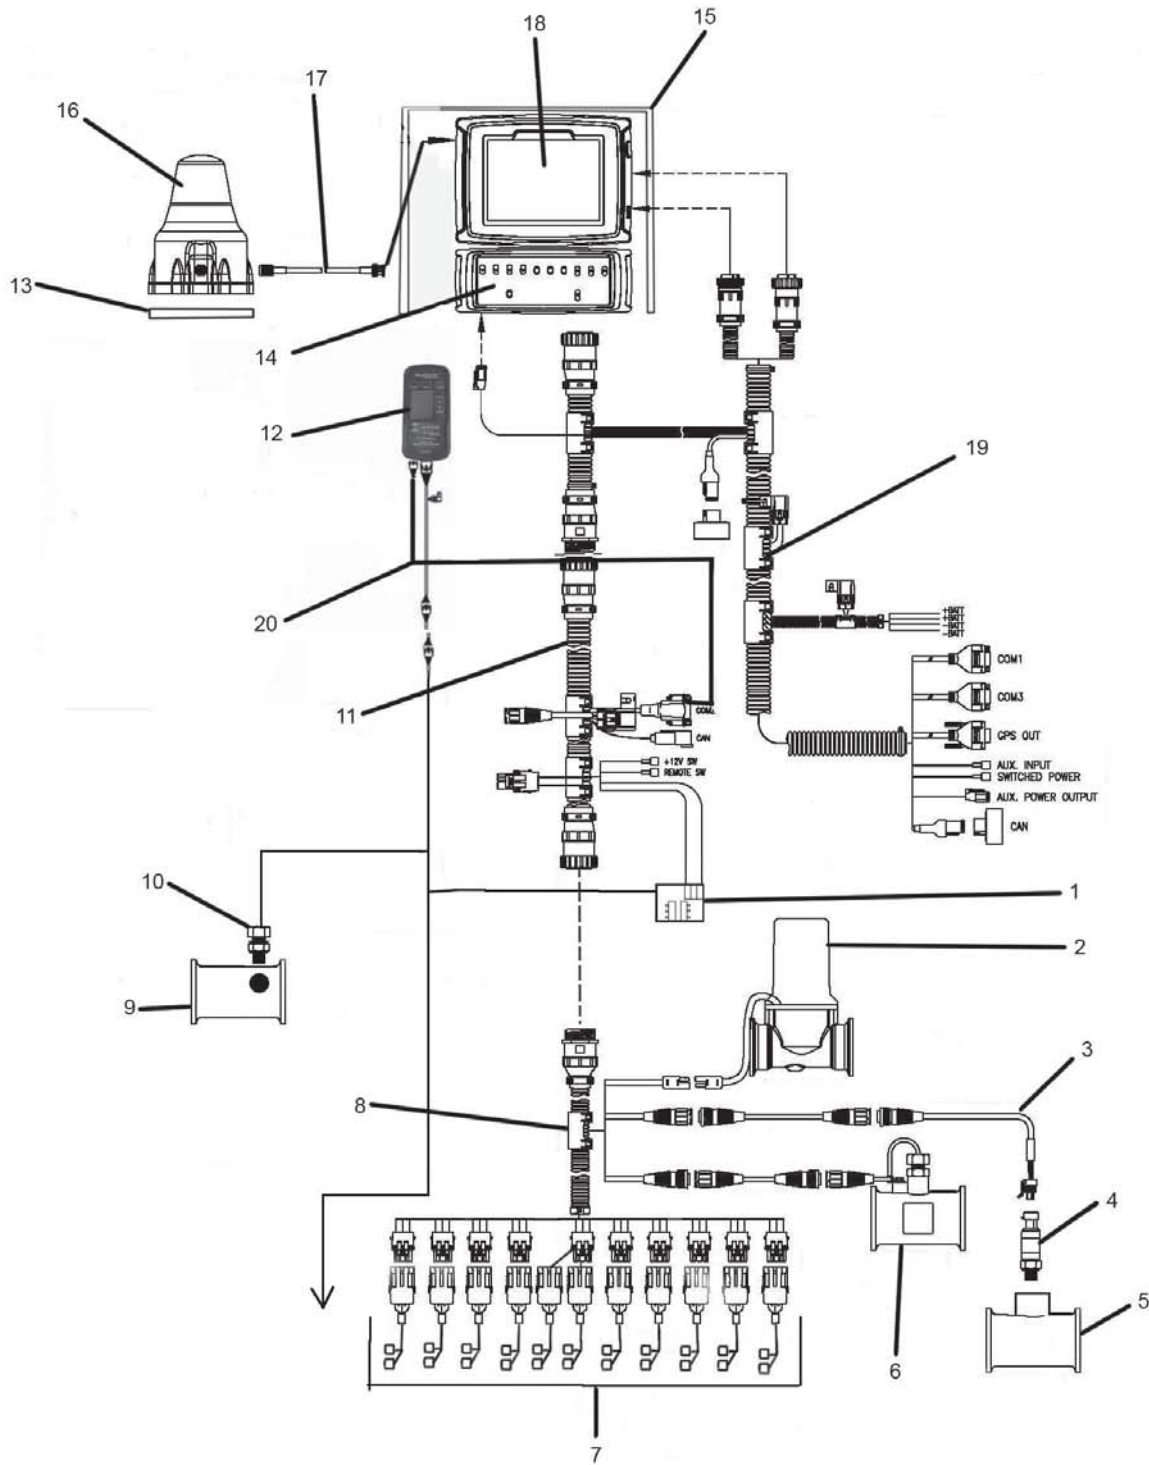 18
15
17
16
13
14
12
19
20
+BATT
+BATT
-BATT
-BATT
COM1
COM3
11
CAN
GPS OUT
+12V SW
REMOTE SW
AUX. INPUT
SWITCHED POWER
AUX. POWER OUTPUT
CAN
10
1
2
9
3
8
4
5
6
7